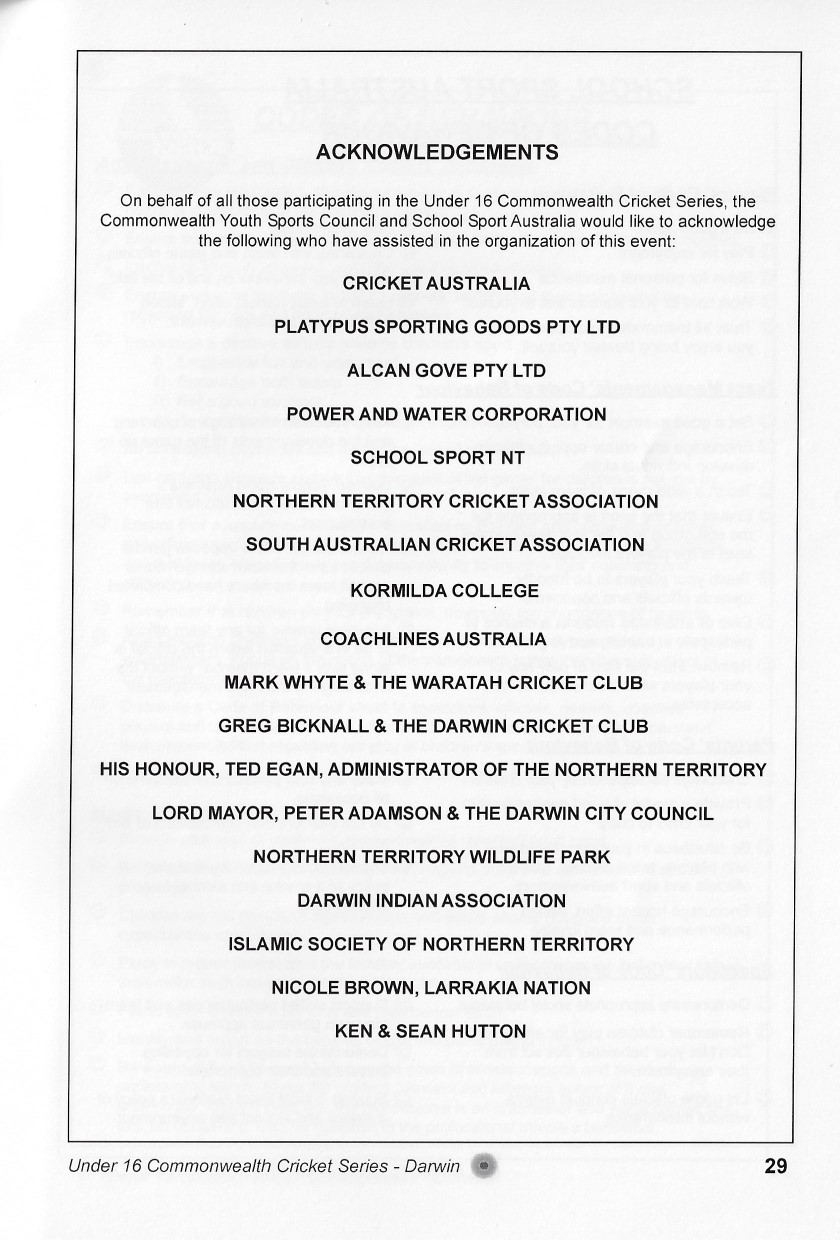 ACKNOWLEDGEMENTS
On behalf of all those participating in the Under 16 Commonwealth Cricket Series, the
Commonwealth Youth Sports Council and School Sport Australia would like to acknowledge
the following who have assisted in the organization of this event:
CRICKET AUSTRALIA
PLATYPUS SPORTING GOODS PTY LTD
ALCAN GOVE PTY LTD
POWER AND WATER CORPORATION
SCHOOL SPORT NT
NORTHERN TERRITORY CRICKET ASSOCIATION
SOUTH AUSTRALIAN CRICKET ASSOCIATION
KORMILDA COLLEGE
COACHLINES AUSTRALIA
MARK WHYTE & THE WARATAH CRICKET CLUB
GREG BICKNALL & THE DARWIN CRICKET CLUB
HIS HONOUR, TED EGAN, ADMINISTRATOR OF THE NORTHERN TERRITORY
LORD MAYOR, PETER ADAMSON & THE DARWIN CITY COUNCIL
NORTHERN TERRITORY WILDLIFE PARK
DARWIN INDIAN ASSOCIATION
ISLAMIC SOCIETY OF NORTHERN TERRITORY
NICOLE BROWN, LARRAKIA NATION
KEN & SEAN HUTTON
Under 16 Commonwealth Cricket Series - Darwin 29